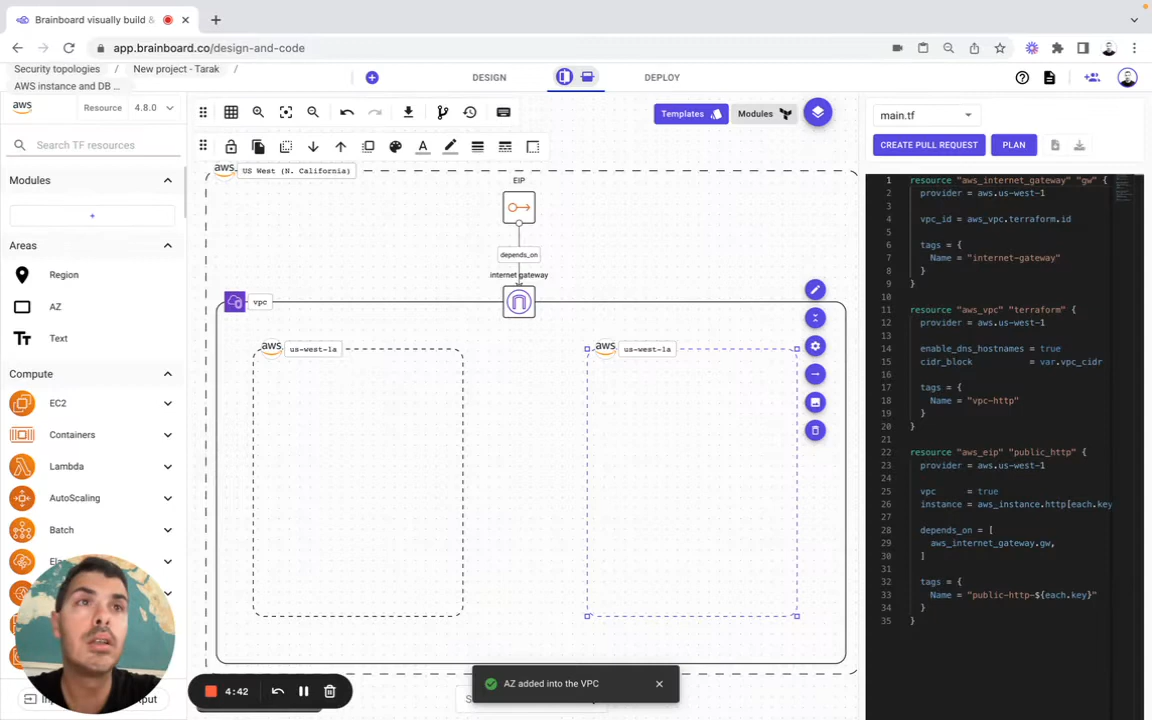 Brainboard visually build &
app.brainboard.co/design-and-code
Security topologies / New project - Tarak /
AWS instance and DB ...
DESIGN
DEPLOY
aws
Resource 4.8.0
Search TF resources
Templates
Modules
main.tf
CREATE PULL REQUEST
PLAN
Modules
+
Areas
Region
AZ
Text
Compute
EC2
Containers
Lambda
AutoScaling
Batch
aws US West (N. California)
EIP
depends_on
internet gateway
vpc
aws us-west-la
aws us-west-la
1 resource "aws_internet_gateway" "gw" {
2 provider = aws.us-west-1
3
4 vpc_id = aws_vpc.terraform.id
5
6 tags = {
7 Name = "internet-gateway"
8 }
9 }
10
11 resource "aws_vpc" "terraform" {
12 provider = aws.us-west-1
13
14 enable_dns_hostnames = true
15 cidr_block = var.vpc_cidr
16
17 tags = {
18 Name = "vpc-http"
19 }
20 }
21
22 resource "aws_eip" "public_http" {
23 provider = aws.us-west-1
24
25 vpc = true
26 instance = aws_instance.http[each.key
27
28 depends_on = [
29 aws_internet_gateway.gw,
30 ]
31
32 tags = {
33 Name = "public-http-${each.key}"
34 }
35 }
AZ added into the VPC
4:42